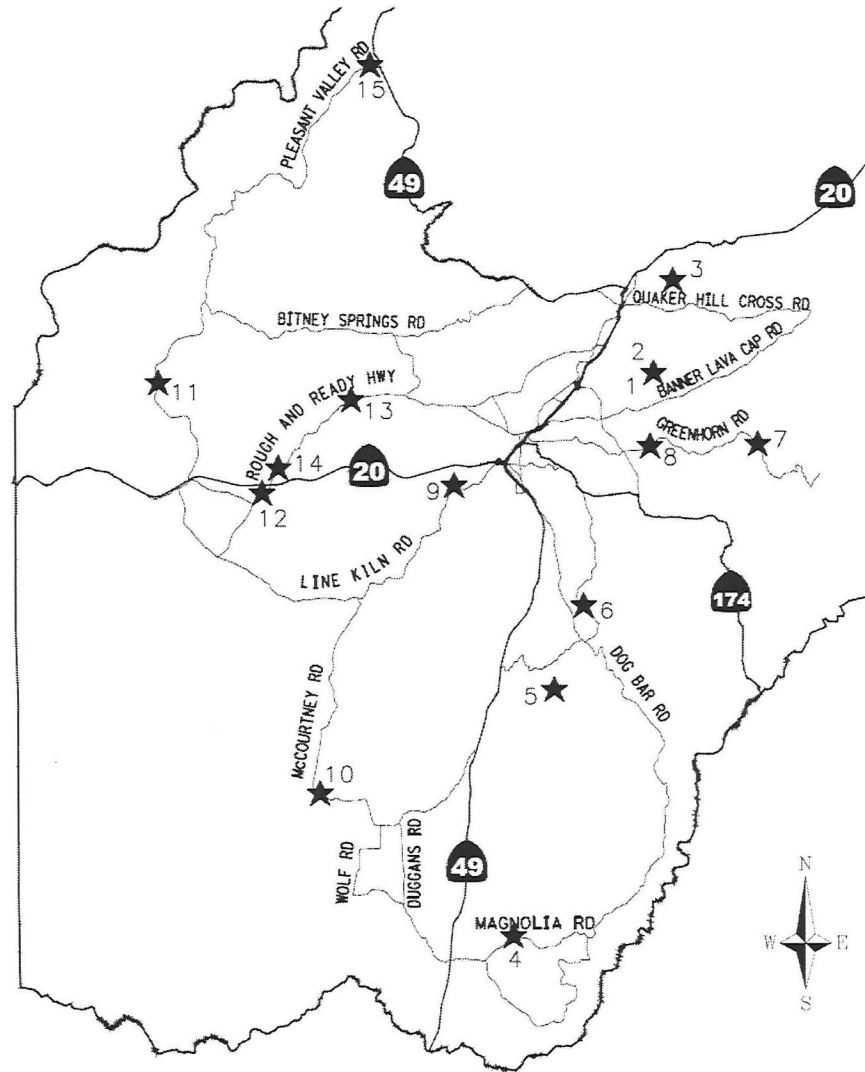 PLEASANT VALLEY RD
15
49
20
3
QUAKER HILL CROSS RD
BITNEY SPRINGS RD
2
1
BANNER LAVA CAP RD
11
ROUGH AND READY HWY
13
GREENHORN RD
8
7
14
20
12
9
LINE KILN RD
174
6
DOG BAR RD
5
McCOURTNEY RD
10
WOLF RD
DUGGANS RD
49
MAGNOLIA RD
4
N
W
E
S